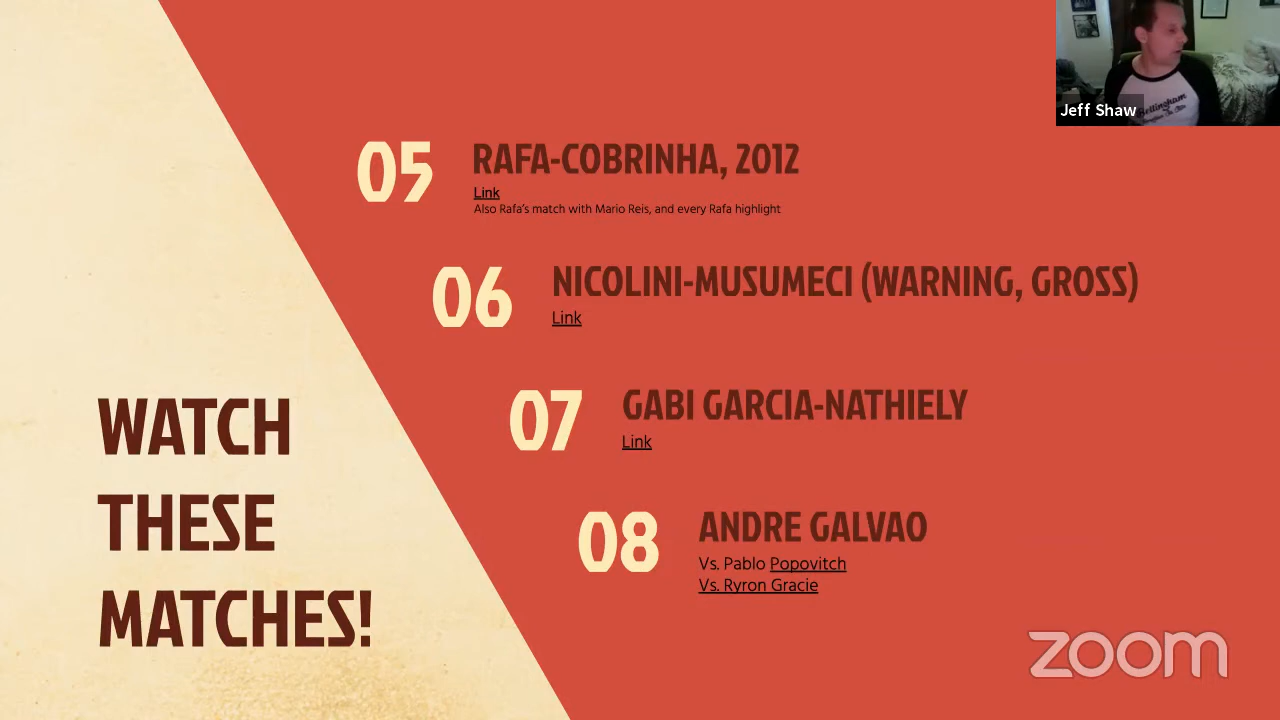 Jeff Shaw
Bellingham
05
RAFA-COBRINHA, 2012
Link
Also Rafa's match with Mario Reis, and every Rafa highlight
06
NICOLINI-MUSUMECI (WARNING, GROSS)
Link
07
GABI GARCIA-NATHIELY
Link
08
ANDRE GALVAO
Vs. Pablo Popovitch
Vs. Ryron Gracie
WATCH
THESE
MATCHES!
zoom